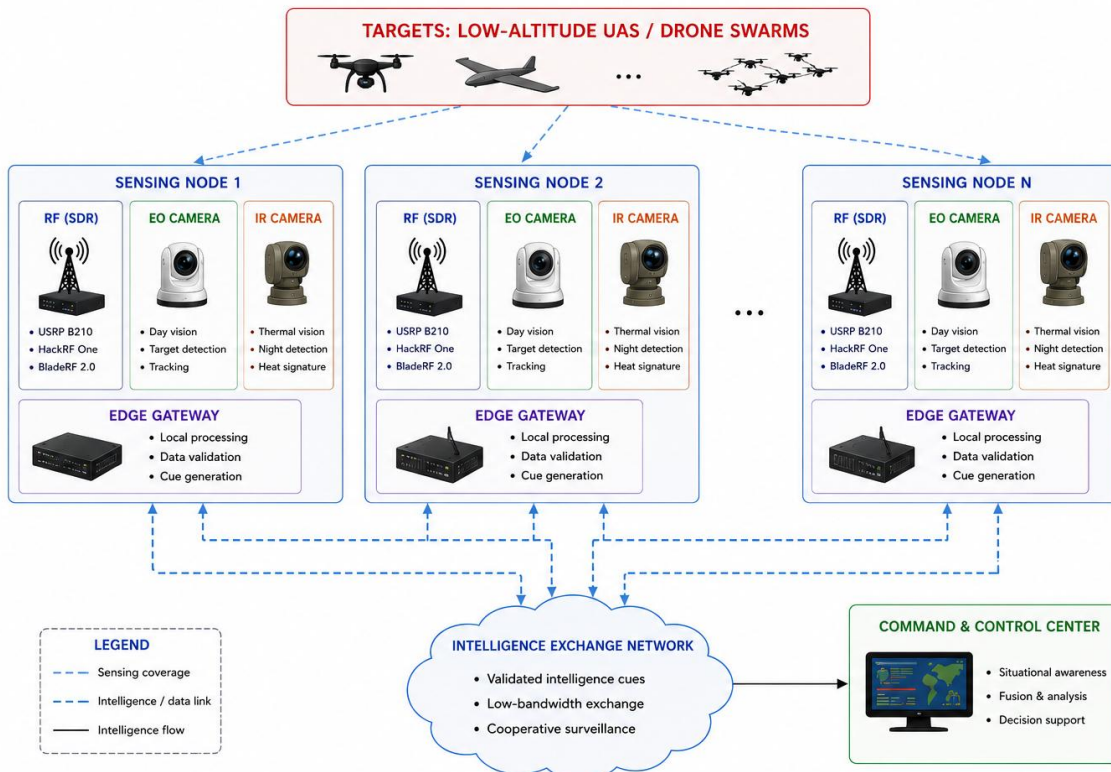 TARGETS: LOW-ALTITUDE UAS / DRONE SWARMS
...
SENSING NODE 1
RF (SDR)
• USRP B210
• HackRF One
• BladeRF 2.0
EO CAMERA
• Day vision
• Target detection
• Tracking
IR CAMERA
• Thermal vision
• Night detection
• Heat signature
EDGE GATEWAY
• Local processing
• Data validation
• Cue generation
SENSING NODE 2
RF (SDR)
• USRP B210
• HackRF One
• BladeRF 2.0
EO CAMERA
• Day vision
• Target detection
• Tracking
IR CAMERA
• Thermal vision
• Night detection
• Heat signature
EDGE GATEWAY
• Local processing
• Data validation
• Cue generation
...
SENSING NODE N
RF (SDR)
• USRP B210
• HackRF One
• BladeRF 2.0
EO CAMERA
• Day vision
• Target detection
• Tracking
IR CAMERA
• Thermal vision
• Night detection
• Heat signature
EDGE GATEWAY
• Local processing
• Data validation
• Cue generation
LEGEND
Sensing coverage
Intelligence / data link
Intelligence flow
INTELLIGENCE EXCHANGE NETWORK
• Validated intelligence cues
• Low-bandwidth exchange
• Cooperative surveillance
COMMAND & CONTROL CENTER
• Situational awareness
• Fusion & analysis
• Decision support